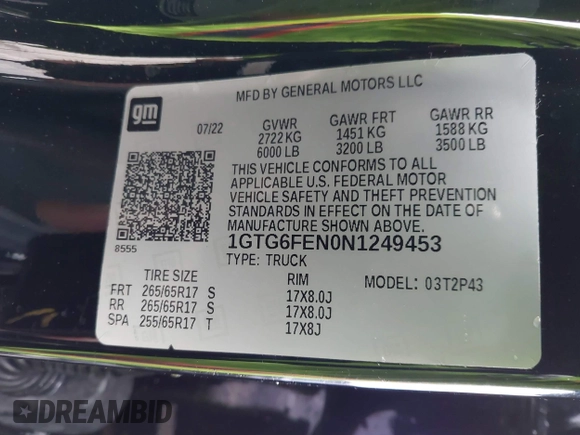 MFD BY GENERAL MOTORS LLC
gm
07/22 GVWR GAWR FRT GAWR RR
2722 KG 1451 KG 1588 KG
6000 LB 3200 LB 3500 LB
THIS VEHICLE CONFORMS TO ALL
APPLICABLE U.S. FEDERAL MOTOR
VEHICLE SAFETY AND THEFT PREVENTION
STANDARDS IN EFFECT ON THE DATE OF
MANUFACTURE SHOWN ABOVE.
8555
1GTG6FEN0N1249453
TYPE: TRUCK
TIRE SIZE RIM MODEL: 03T2P43
FRT 265/65R17 S 17X8.0J
RR 265/65R17 S 17X8.0J
SPA 255/65R17 T 17X8J
DREAMBID